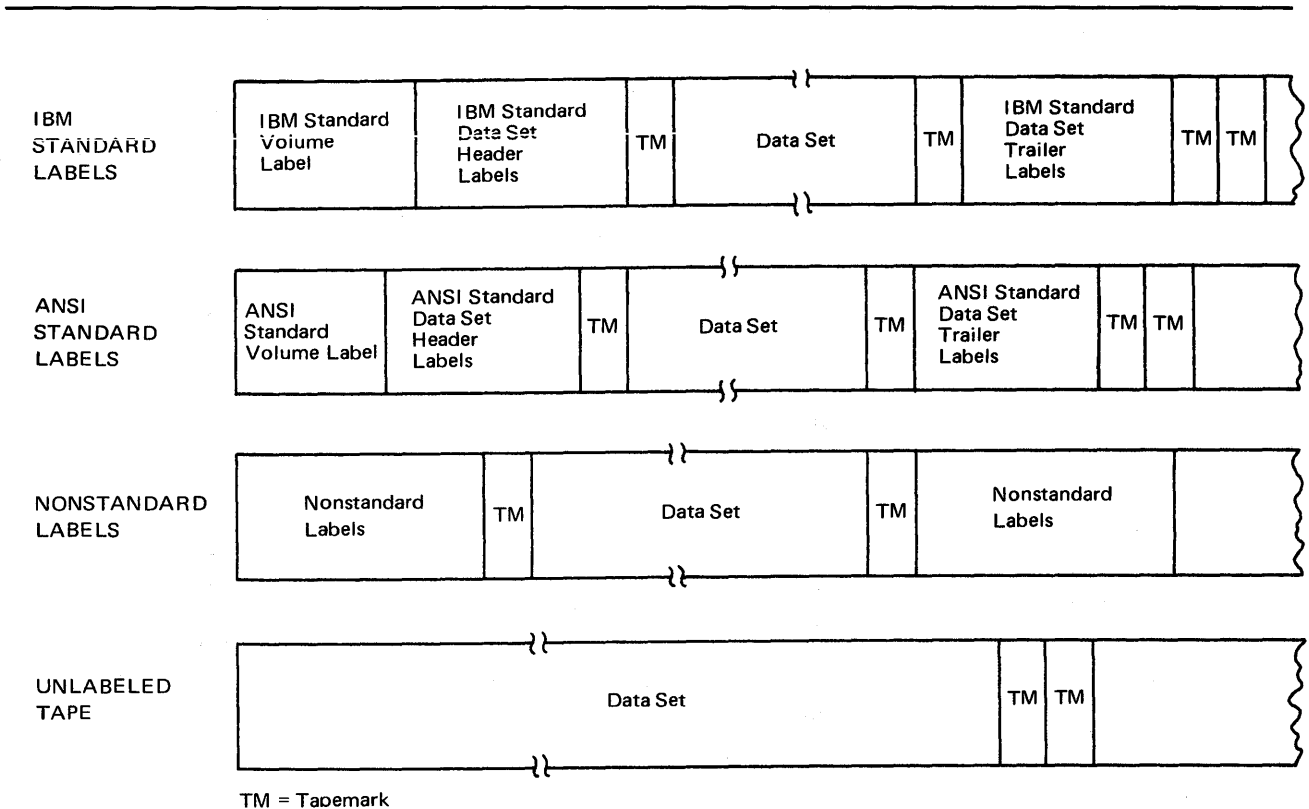 IBM
STANDARD
LABELS
IBM Standard
Volume
Label
IBM Standard
Data Set
Header
Labels
TM
Data Set
TM
IBM Standard
Data Set
Trailer
Labels
TM
TM
ANSI
STANDARD
LABELS
ANSI
Standard
Volume Label
ANSI Standard
Data Set
Header
Labels
TM
Data Set
TM
ANSI Standard
Data Set
Trailer
Labels
TM
TM
NONSTANDARD
LABELS
Nonstandard
Labels
TM
Data Set
TM
Nonstandard
Labels
UNLABELED
TAPE
Data Set
TM
TM
TM = Tapemark